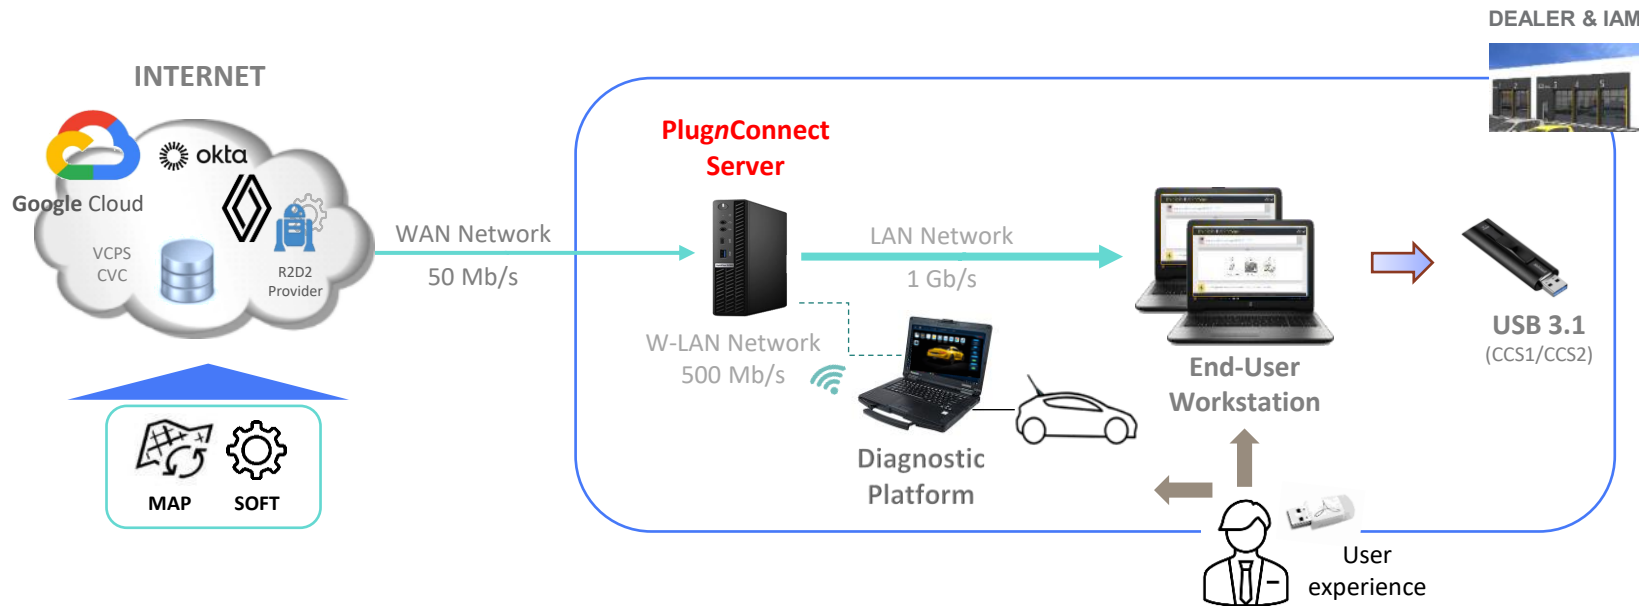 DEALER & IAM
INTERNET
okta
Google Cloud
VCPS
CVC
R2D2
Provider
WAN Network
50 Mb/s
PlugnConnect
Server
LAN Network
1 Gb/s
W-LAN Network
500 Mb/s
Diagnostic
Platform
End-User
Workstation
USB 3.1
(CCS1/CCS2)
MAP
SOFT
User
experience